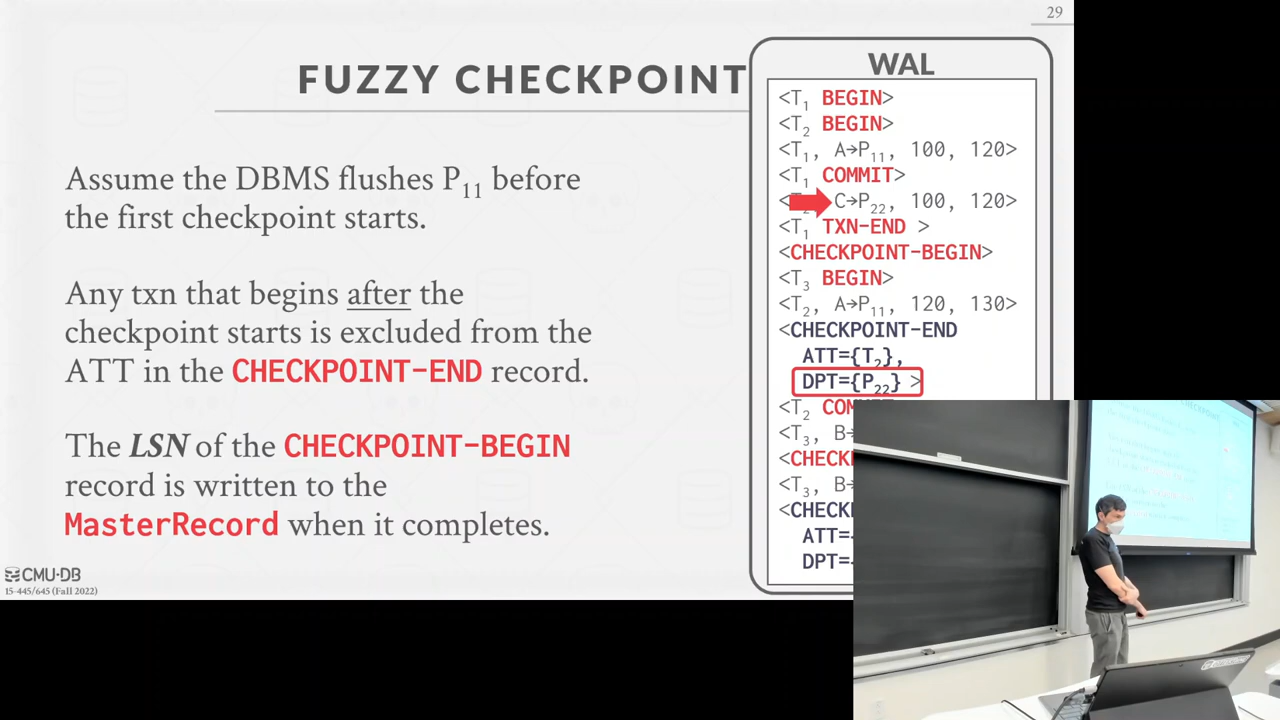 29
FUZZY CHECKPOINT
Assume the DBMS flushes P11 before
the first checkpoint starts.
Any txn that begins after the
checkpoint starts is excluded from the
ATT in the CHECKPOINT-END record.
The LSN of the CHECKPOINT-BEGIN
record is written to the
MasterRecord when it completes.
CMU·DB
15-445/645 (Fall 2022)
WAL
<T1 BEGIN>
<T2 BEGIN>
<T1, A→P11, 100, 120>
<T1 COMMIT>
C→P22, 100, 120>
<T1 TXN-END >
<CHECKPOINT-BEGIN>
<T3 BEGIN>
<T2, A→P11, 120, 130>
<CHECKPOINT-END
ATT={T2},
DPT={P22} >
<T2 COM
<T3, B→
<CHECK
<T3, B→
<CHECK
ATT=
DPT=